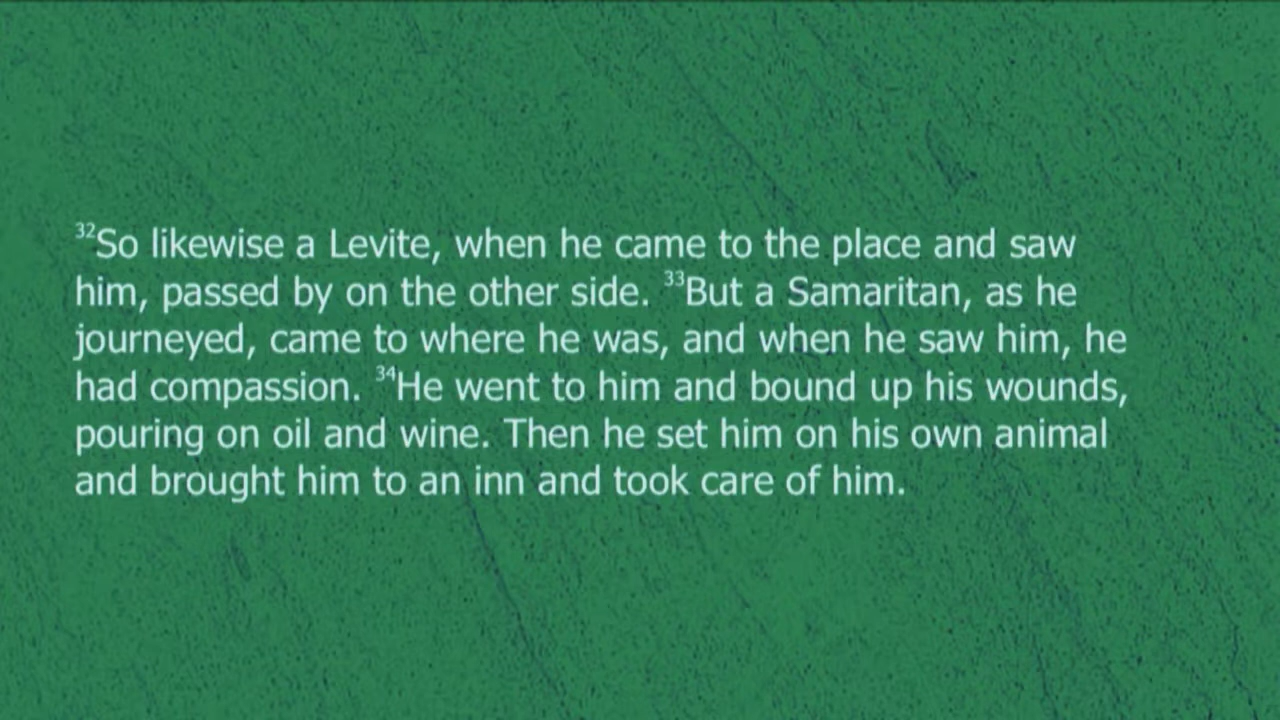 ³²So likewise a Levite, when he came to the place and saw
him, passed by on the other side. ³³But a Samaritan, as he
journeyed, came to where he was, and when he saw him, he
had compassion. ³⁴He went to him and bound up his wounds,
pouring on oil and wine. Then he set him on his own animal
and brought him to an inn and took care of him.